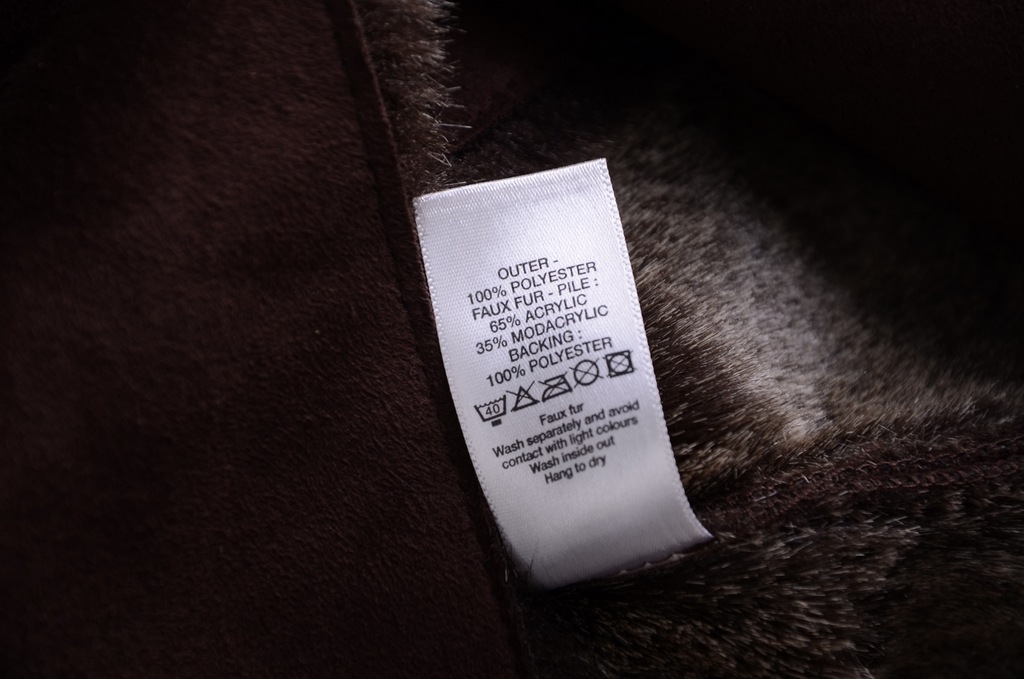 OUTER -
100% POLYESTER
FAUX FUR - PILE :
65% ACRYLIC
35% MODACRYLIC
BACKING :
100% POLYESTER
40
Faux fur
Wash separately and avoid
contact with light colours
Wash inside out
Hang to dry